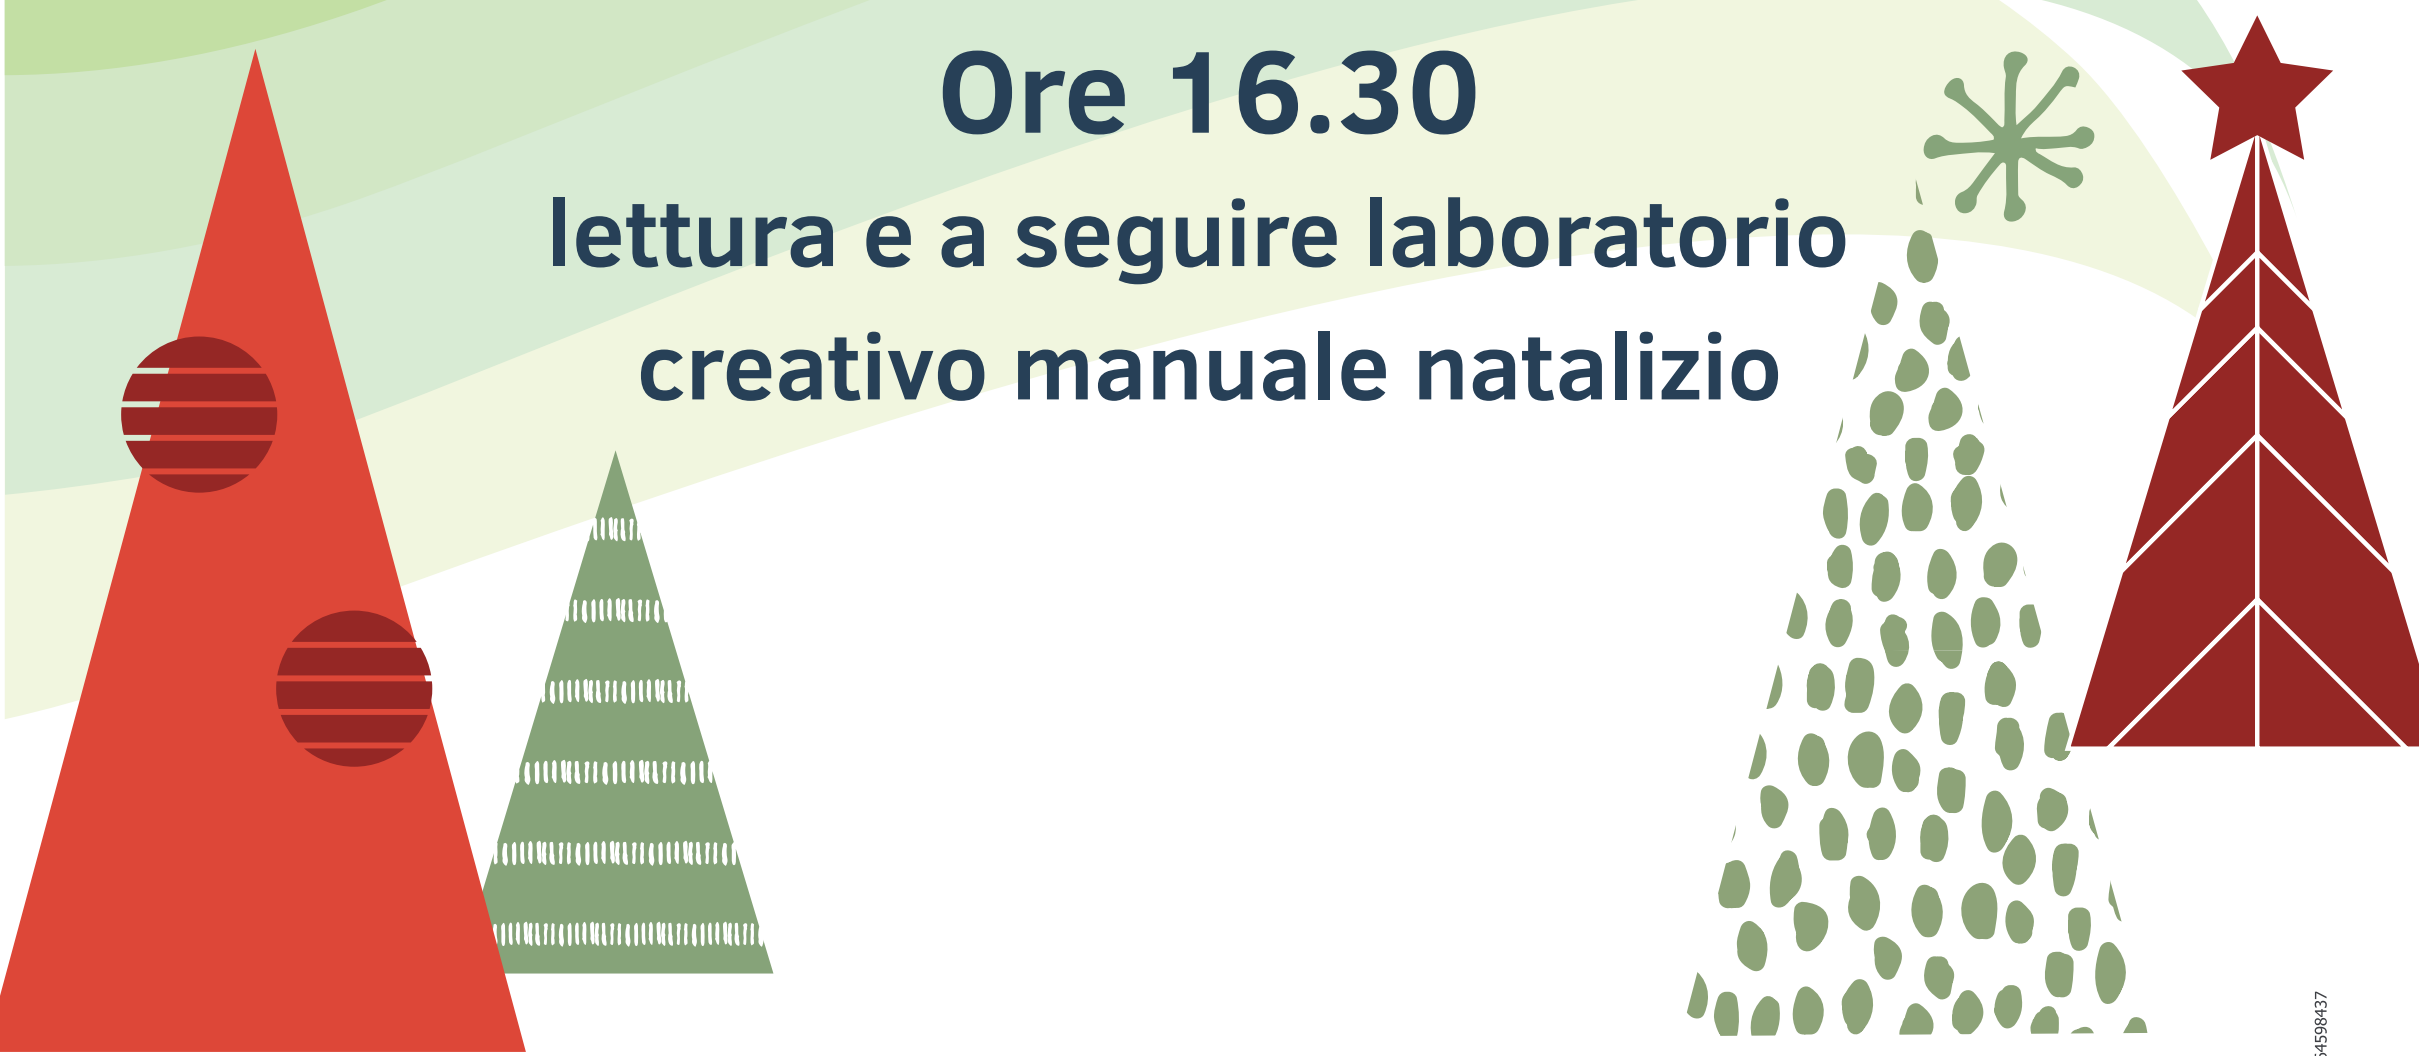 Ore 16.30
lettura e a seguire laboratorio
creativo manuale natalizio